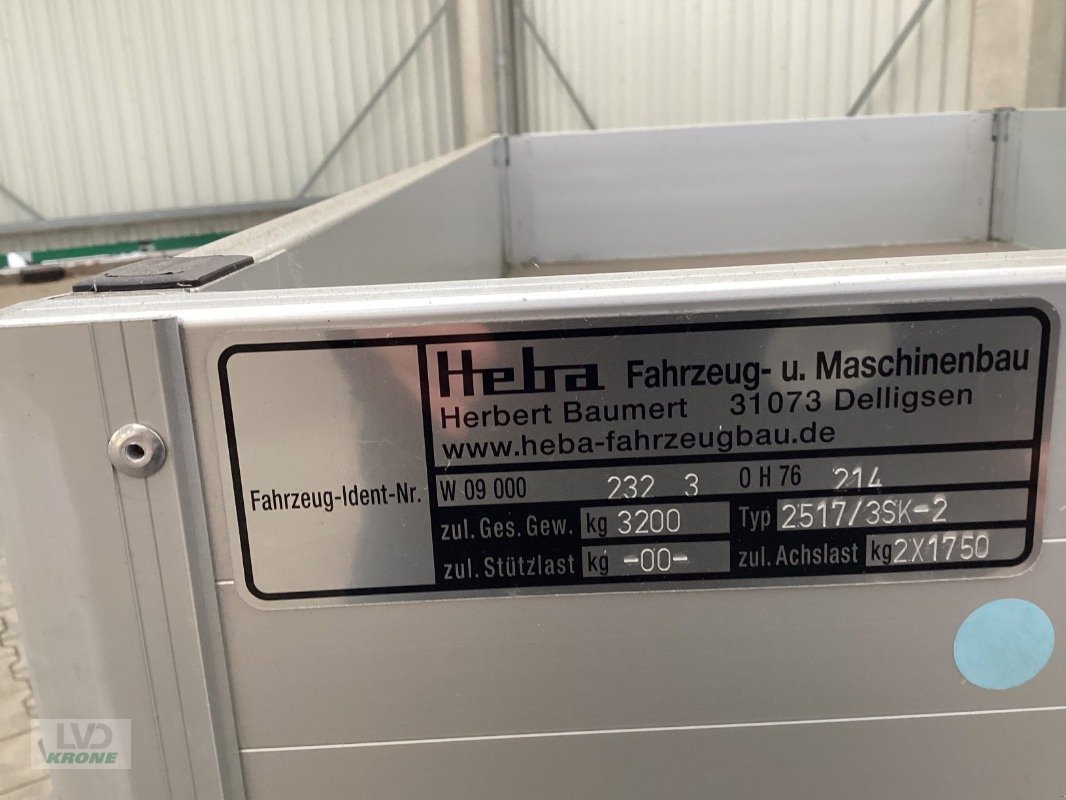 Heba Fahrzeug- u. Maschinenbau
Herbert Baumert 31073 Delligsen
www.heba-fahrzeugbau.de
Fahrzeug-Ident-Nr. W 09 000 232 3 0 H 76 214
zul. Ges. Gew. kg 3200 Typ 2517/3SK-2
zul. Stützlast kg -00- zul. Achslast kg 2X1750
LVD
KRONE